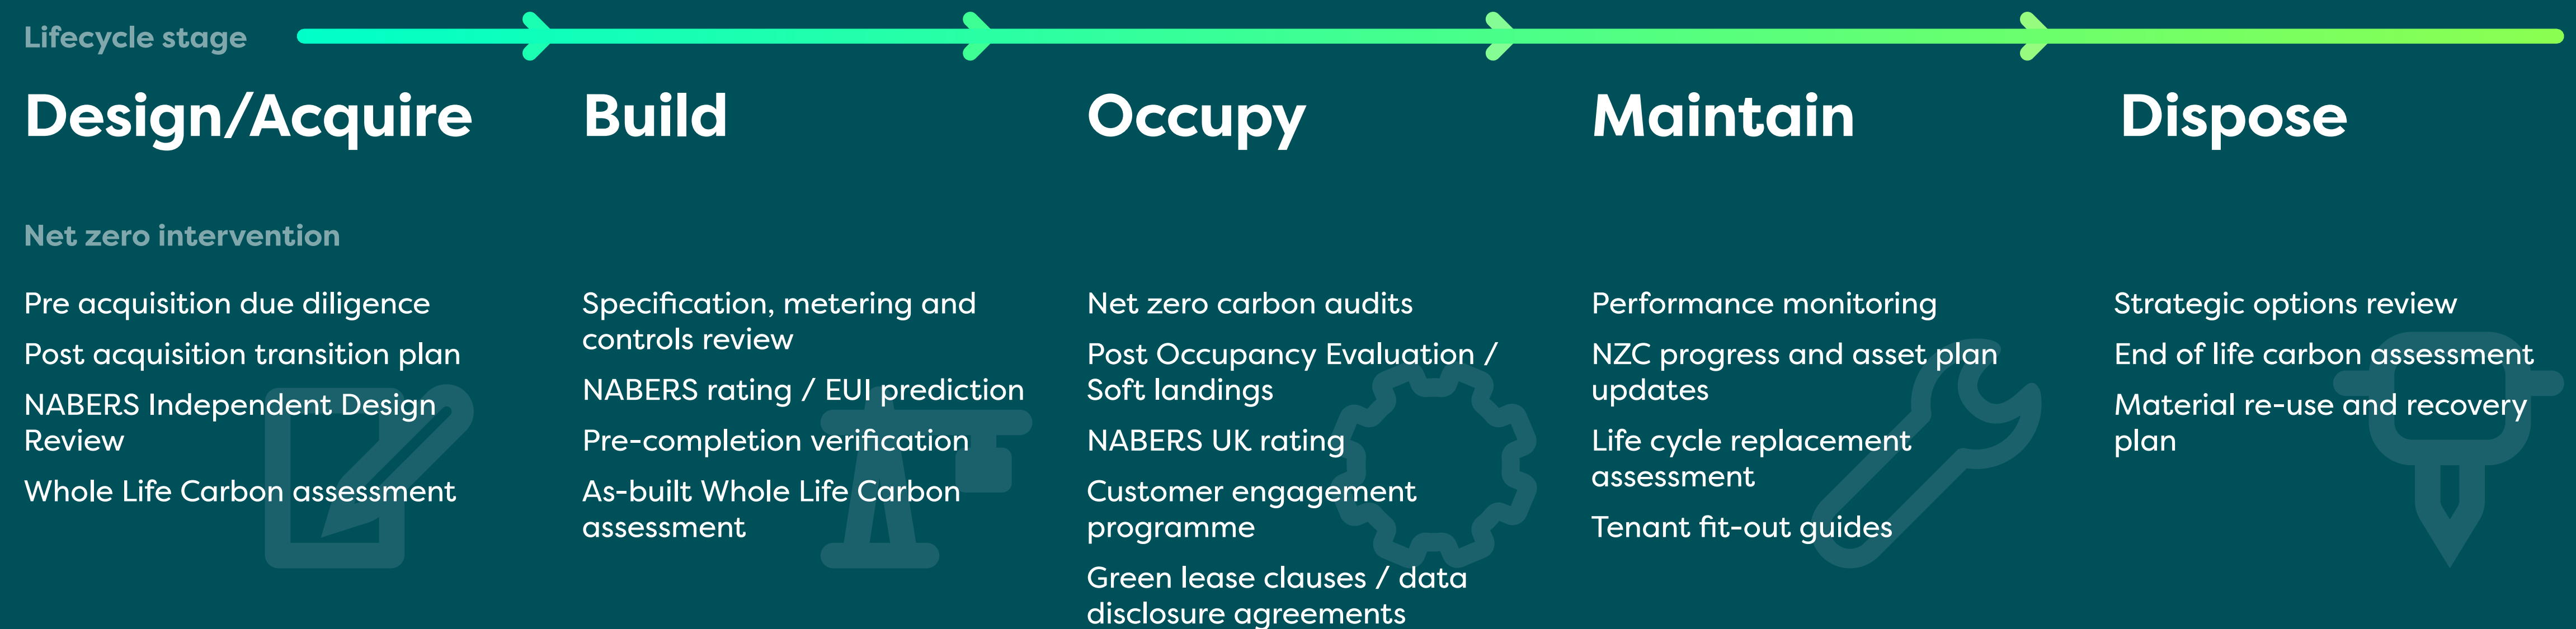 Lifecycle stage
Design/Acquire
Build
Occupy
Maintain
Dispose
Net zero intervention
Pre acquisition due diligence
Post acquisition transition plan
NABERS Independent Design
Review
Whole Life Carbon assessment
Specification, metering and
controls review
NABERS rating / EUI prediction
Pre-completion verification
As-built Whole Life Carbon
assessment
Net zero carbon audits
Post Occupancy Evaluation /
Soft landings
NABERS UK rating
Customer engagement
programme
Green lease clauses / data
disclosure agreements
Performance monitoring
NZC progress and asset plan
updates
Life cycle replacement
assessment
Tenant fit-out guides
Strategic options review
End of life carbon assessment
Material re-use and recovery
plan